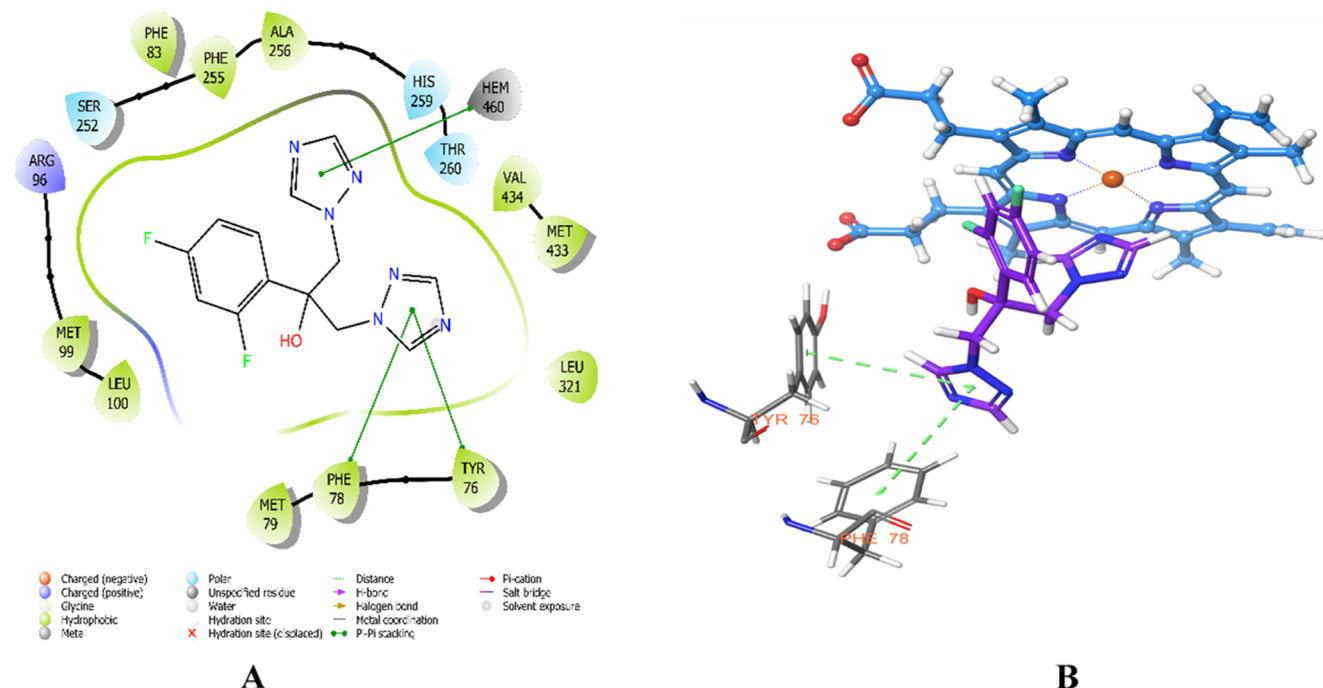 PHE
83
PHE
255
ALA
256
SER
252
HIS
259
HEM
460
THR
260
ARG
96
VAL
434
MET
433
N
N
N
F
N
N
N
HO
F
MET
99
LEU
100
LEU
321
MET
79
PHE
78
TYR
76
TYR 76
PHE 78
Charged (negative)
Charged (positive)
Glycine
Hydrophobic
Metal
Polar
Unspecified residue
Water
Hydration site
Hydration site (displaced)
Distance
H-bond
Halogen bond
Metal coordination
Pi-Pi stacking
Pi-cation
Salt bridge
Solvent exposure
A
B